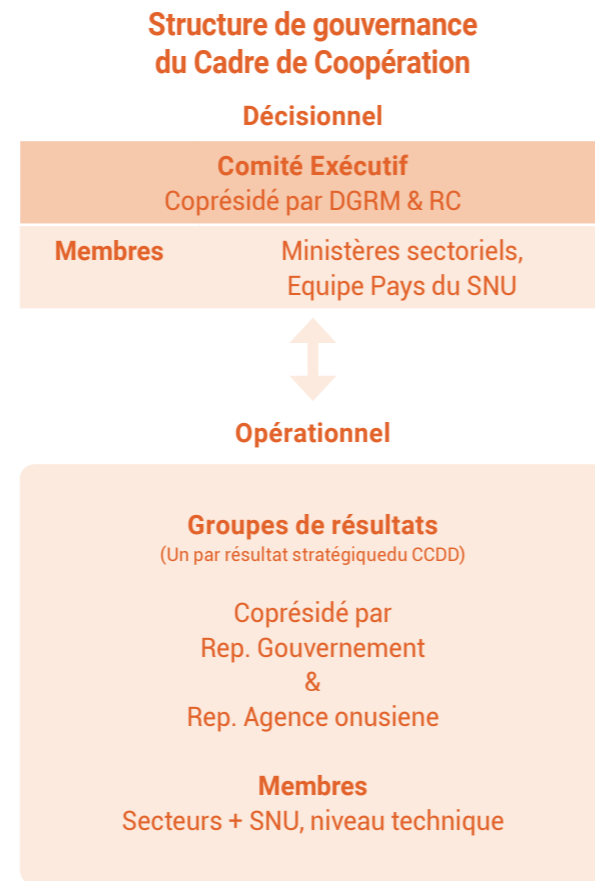 Structure de gouvernance
du Cadre de Coopération
Décisionnel
Comité Exécutif
Coprésidé par DGRM & RC
Membres
Ministères sectoriels,
Equipe Pays du SNU
Opérationnel
Groupes de résultats
(Un par résultat stratégiquedu CCDD)
Coprésidé par
Rep. Gouvernement
&
Rep. Agence onusiene
Membres
Secteurs + SNU, niveau technique